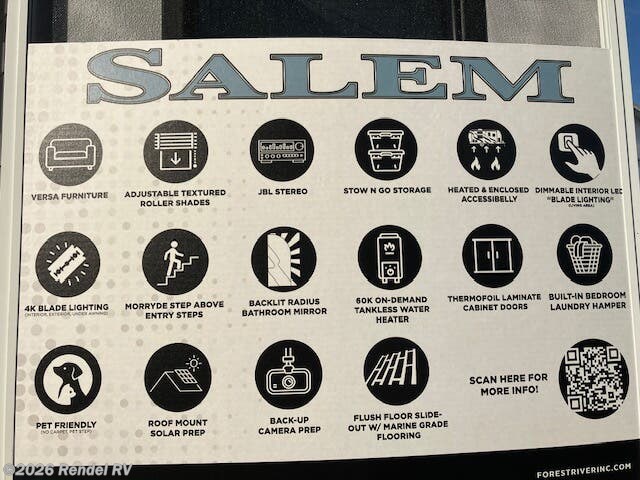 SALEM
VERSA FURNITURE
ADJUSTABLE TEXTURED
ROLLER SHADES
JBL STEREO
STOW N GO STORAGE
HEATED & ENCLOSED
ACCESSIBELLY
DIMMABLE INTERIOR LED
"BLADE LIGHTING"
(LIVING AREA)
4K BLADE LIGHTING
(INTERIOR, EXTERIOR, UNDER AWNING)
MORRYDE STEP ABOVE
ENTRY STEPS
BACKLIT RADIUS
BATHROOM MIRROR
60K ON-DEMAND
TANKLESS WATER
HEATER
THERMOFOIL LAMINATE
CABINET DOORS
BUILT-IN BEDROOM
LAUNDRY HAMPER
PET FRIENDLY
(NO CARPET, PET STEP)
ROOF MOUNT
SOLAR PREP
BACK-UP
CAMERA PREP
FLUSH FLOOR SLIDE-
OUT W/ MARINE GRADE
FLOORING
SCAN HERE FOR
MORE INFO!
FORESTRIVERINC.COM
©2026 Rendel RV